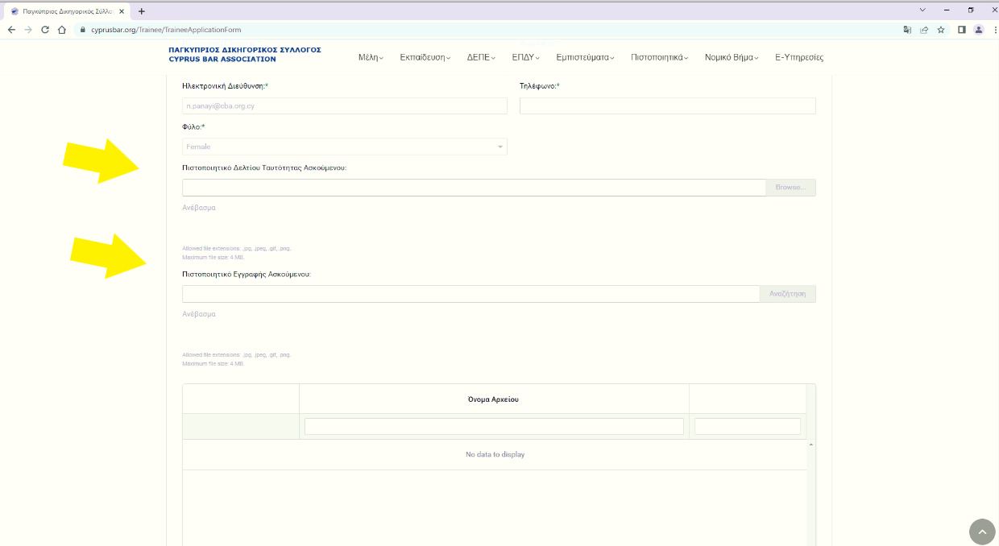 Παγκύπριος Δικηγορικός Σύλλο
cyprusbar.org/Trainee/TraineeApplicationForm
ΠΑΓΚΥΠΡΙΟΣ ΔΙΚΗΓΟΡΙΚΟΣ ΣΥΛΛΟΓΟΣ
CYPRUS BAR ASSOCIATION
Μέλη Εκπαίδευση ΔΕΠΕ ΕΠΔΥ Εμπιστεύματα Πιστοποιητικά Νομικό Βήμα Ε-Υπηρεσίες
Ηλεκτρονική Διεύθυνση:* Τηλέφωνο:*
n.panayi@cba.org.cy
Φύλο:*
Female
Πιστοποιητικό Δελτίου Ταυτότητας Ασκούμενου:
Browse...
Ανέβασμα
Allowed file extensions: .jpg, .jpeg, .gif, .png.
Maximum file size: 4 MB.
Πιστοποιητικό Εγγραφής Ασκούμενου:
Αναζήτηση
Ανέβασμα
Allowed file extensions: .jpg, .jpeg, .gif, .png.
Maximum file size: 4 MB.
Όνομα Αρχείου
No data to display